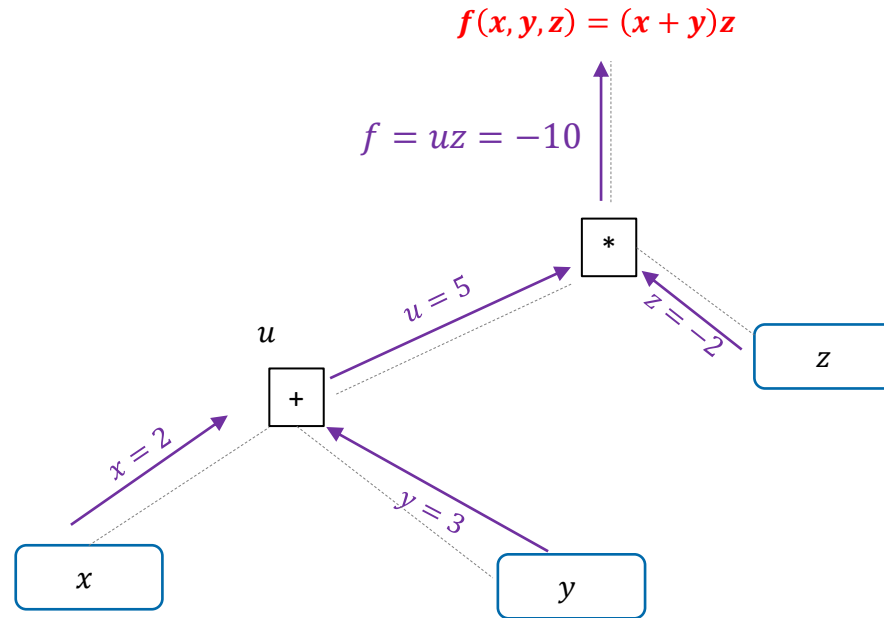 f(x, y, z) = (x + y)z
f = uz = −10
*
u = 5
z = −2
u
z
+
x = 2
y = 3
x
y